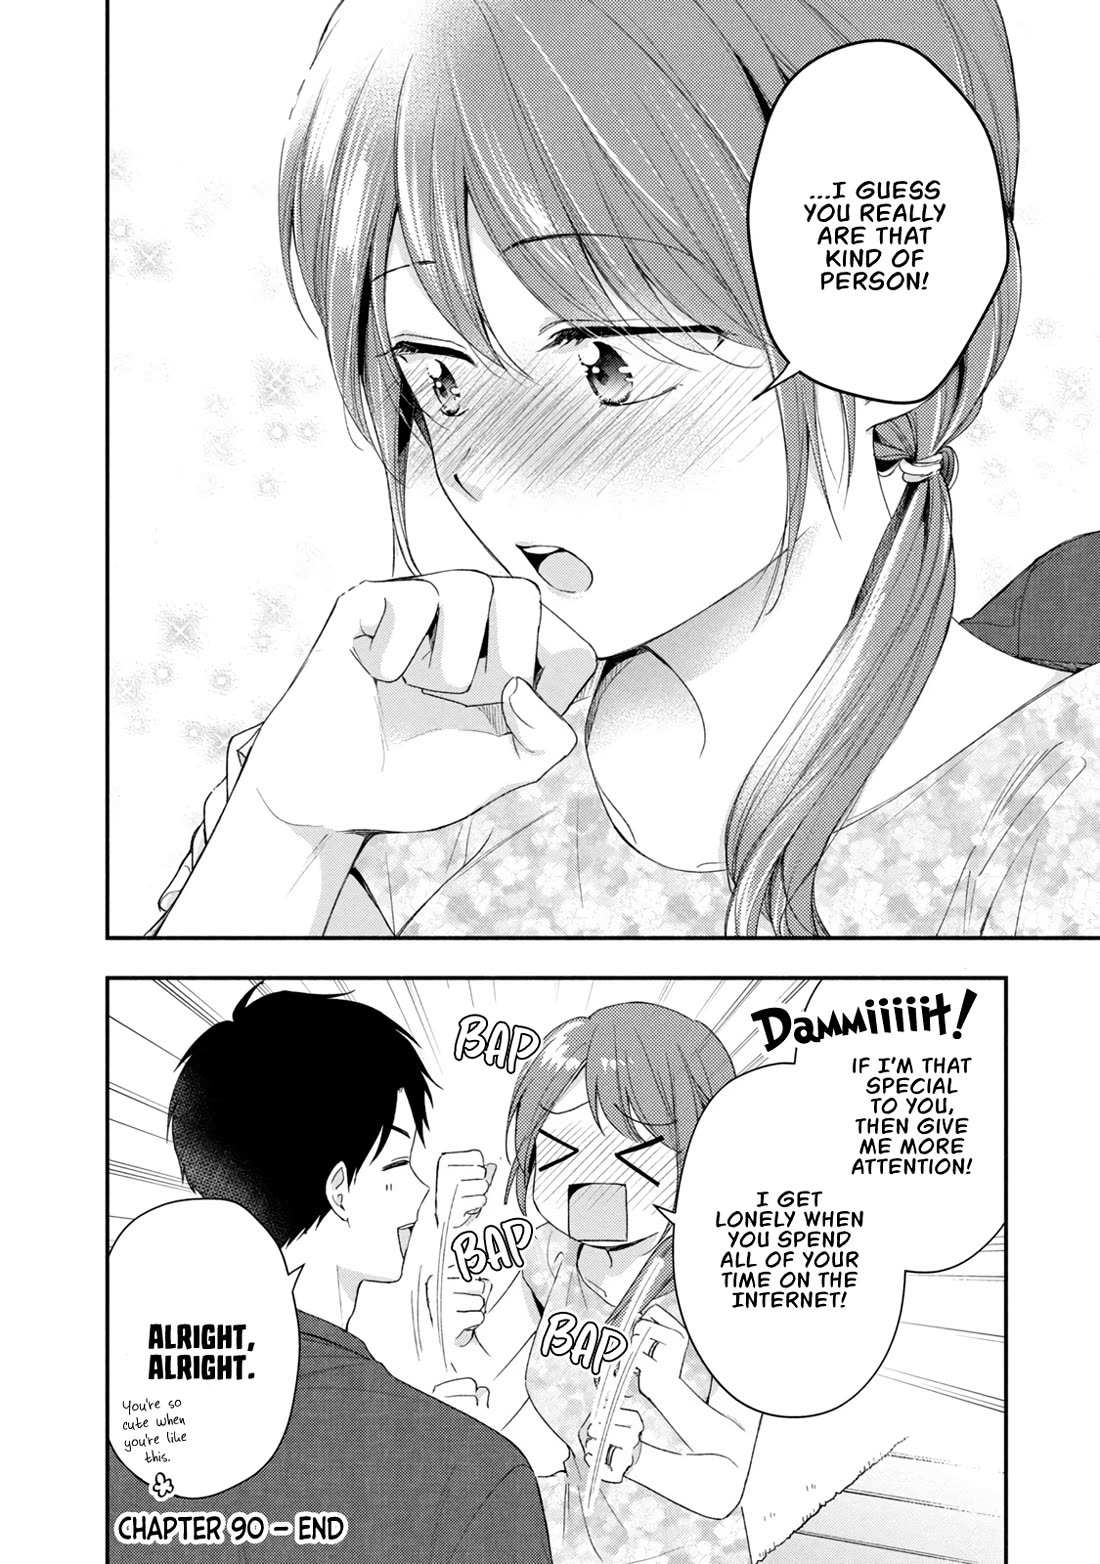 ...I GUESS
YOU REALLY
ARE THAT
KIND OF
PERSON!
DAMMIIIIIT!
IF I'M THAT
SPECIAL
TO YOU,
THEN GIVE
ME MORE
ATTENTION!
I GET
LONELY WHEN
YOU SPEND
ALL OF YOUR
TIME ON THE
INTERNET!
BAP
BAP
BAP
ALRIGHT,
ALRIGHT.
You're so
cute when
you're like
this.
CHAPTER 90 – END